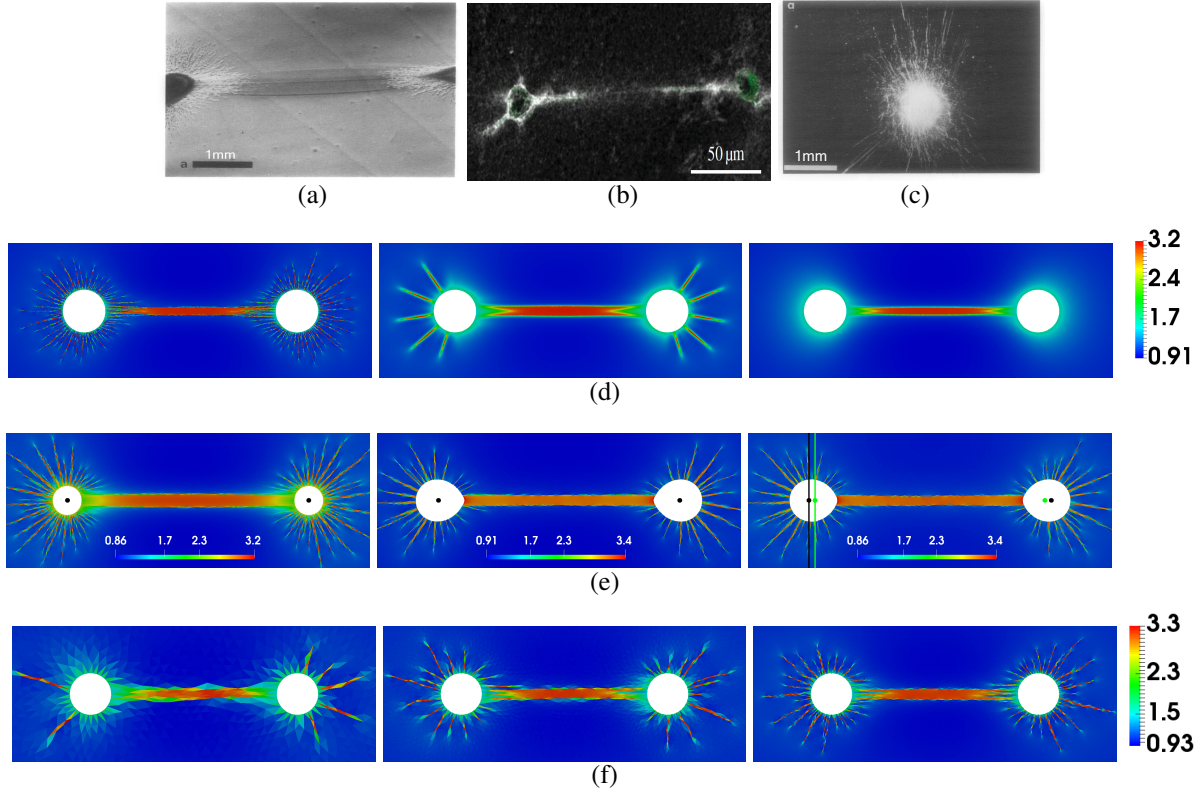 a
1mm
50 µm
a
1mm
(a)
(b)
(c)
3.2
2.4
1.7
0.91
(d)
0.86 1.7 2.3 3.2
0.91 1.7 2.3 3.4
0.86 1.7 2.3 3.4
(e)
3.3
2.3
1.5
0.93
(f)